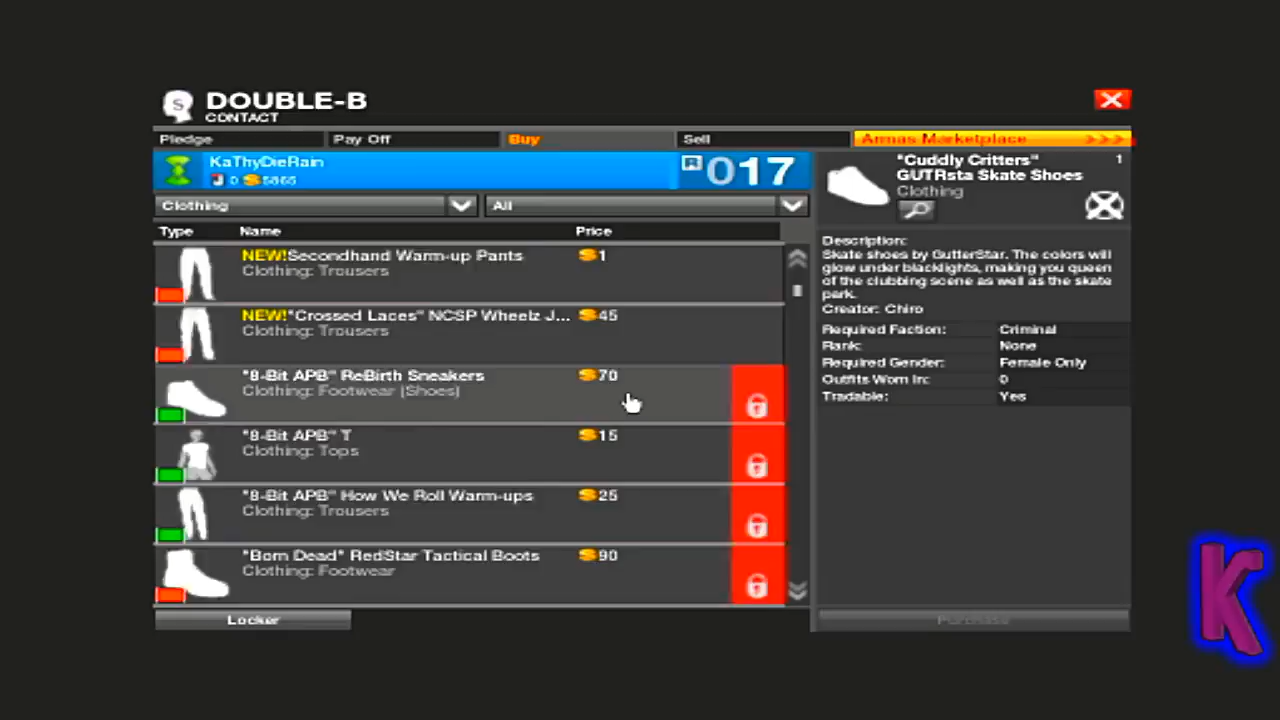 DOUBLE-B
CONTACT
Pledge
Pay Off
Buy
Sell
Armas Marketplace >>>
KaThyDieRain
0 5865
R 017
Clothing
All
Type Name Price
NEW!Secondhand Warm-up Pants 1
Clothing: Trousers
NEW!"Crossed Laces" NCSP Wheelz J... 45
Clothing: Trousers
"8-Bit APB" ReBirth Sneakers 70
Clothing: Footwear (Shoes)
"8-Bit APB" T 15
Clothing: Tops
"8-Bit APB" How We Roll Warm-ups 25
Clothing: Trousers
"Born Dead" RedStar Tactical Boots 90
Clothing: Footwear
Locker
"Cuddly Critters" 1
GUTRsta Skate Shoes
Clothing
Description:
Skate shoes by GutterStar. The colors will
glow under blacklights, making you queen
of the clubbing scene as well as the skate
park.
Creator: Chiro
Required Faction: Criminal
Rank: None
Required Gender: Female Only
Outfits Worn In: 0
Tradable: Yes
Purchase
K